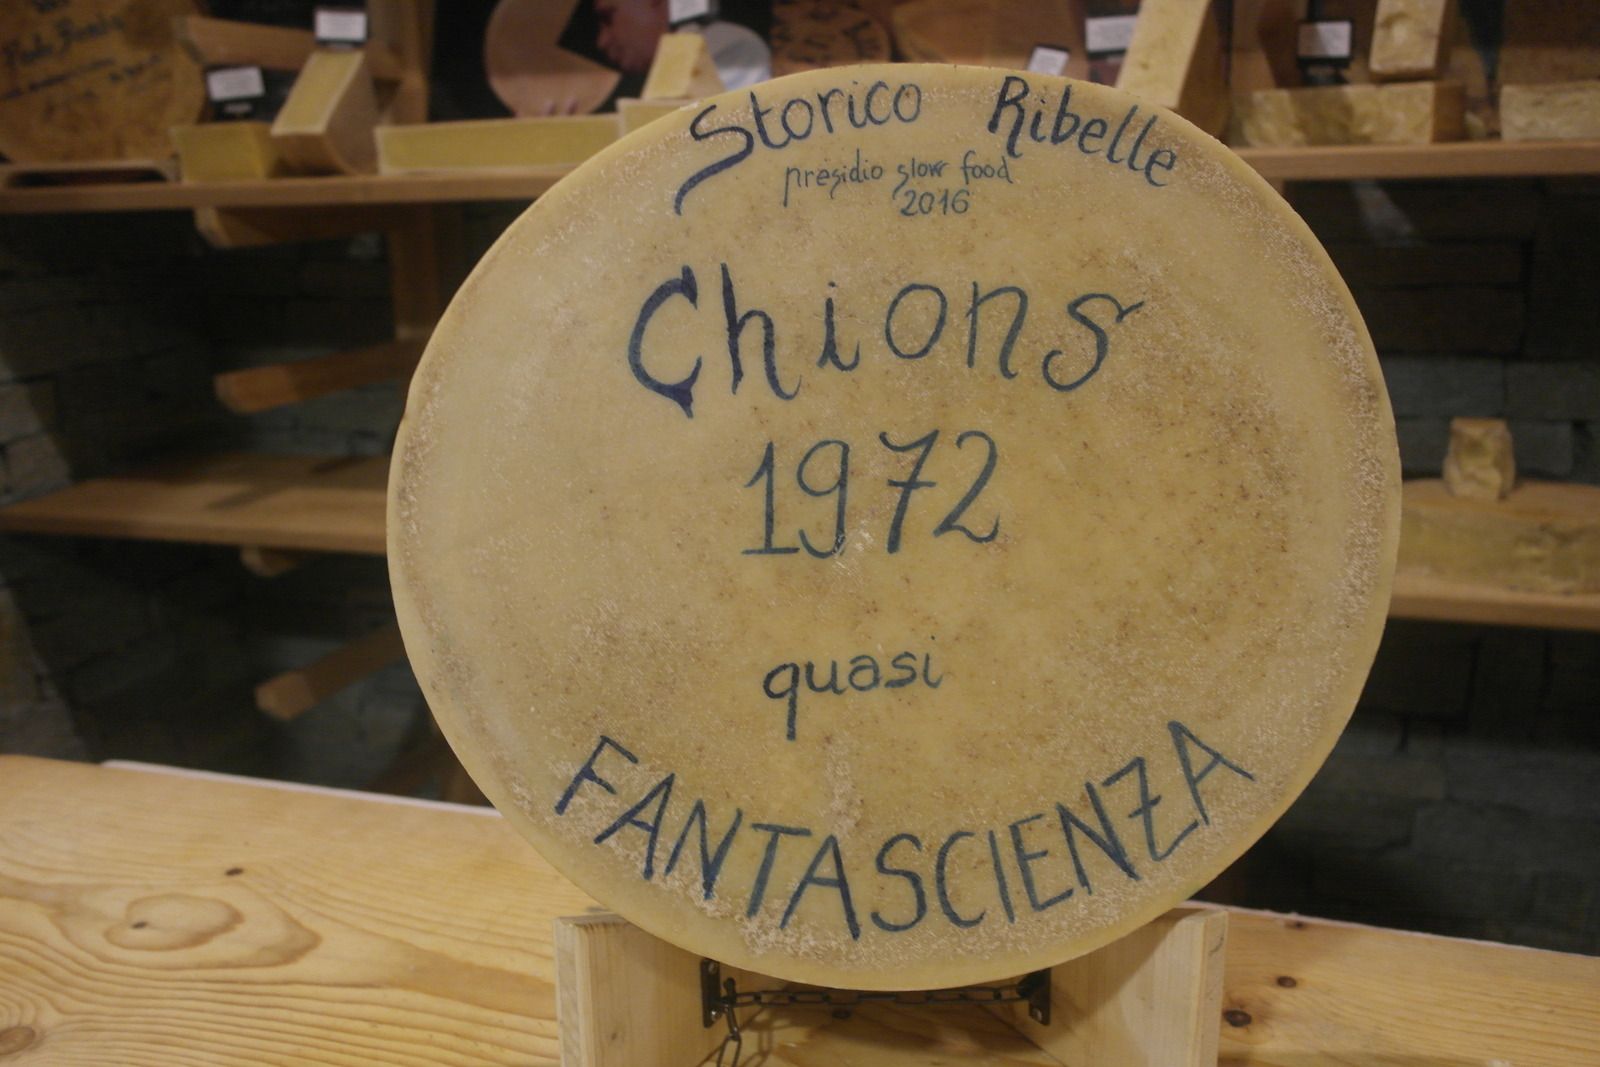 Storico Ribelle
presidio slow food
2016
Chions
1972
quasi
FANTASCIENZA